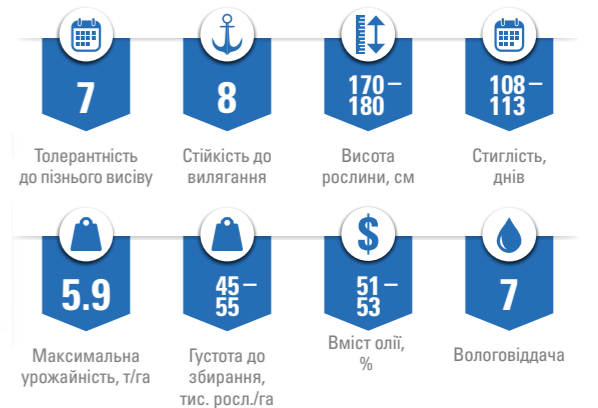 7
Толерантність
до пізнього висіву
8
Стійкість до
вилягання
170–
180
Висота
рослини, см
108–
113
Стиглість,
днів
5.9
Максимальна
урожайність, т/га
45–
55
Густота до
збирання,
тис. росл./га
$
51–
53
Вміст олії,
%
7
Вологовіддача